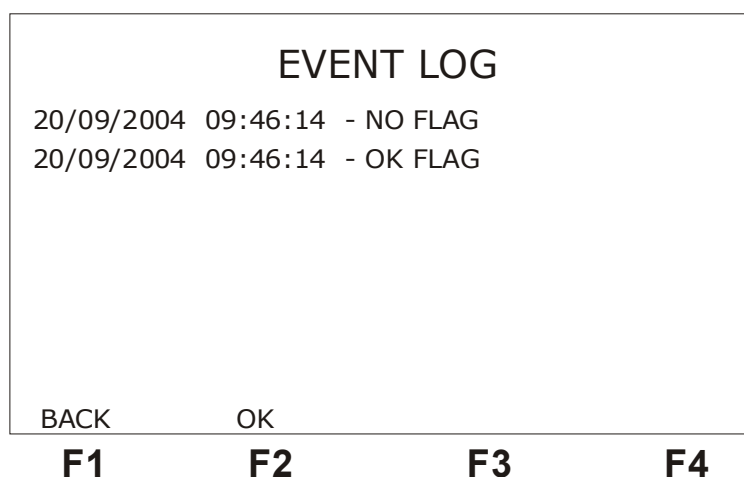 EVENT LOG
20/09/2004 09:46:14 - NO FLAG
20/09/2004 09:46:14 - OK FLAG
BACK OK
F1 F2 F3 F4